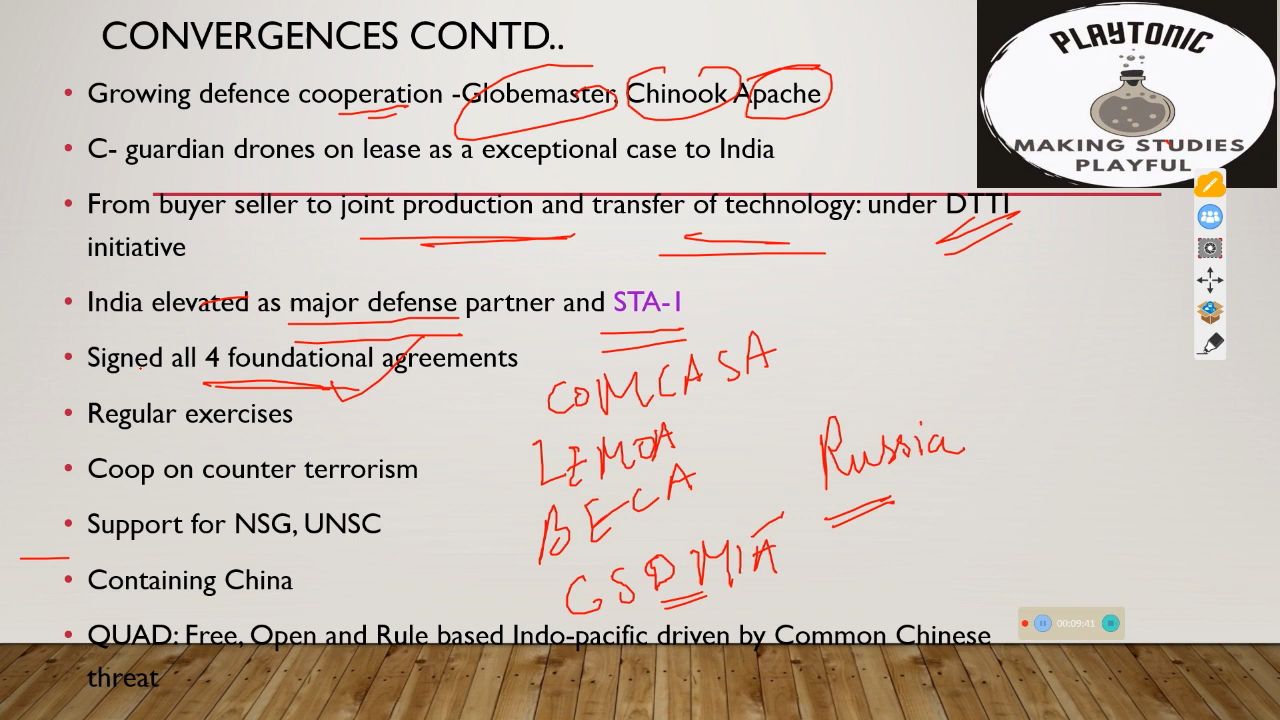 CONVERGENCES CONTD..
PLAYTONIC
MAKING STUDIES
PLAYFUL
• Growing defence cooperation -Globemaster, Chinook Apache
• C- guardian drones on lease as a exceptional case to India
• From buyer seller to joint production and transfer of technology: under DTTI
initiative
• India elevated as major defense partner and STA-1
• Signed all 4 foundational agreements
COMCASA
• Regular exercises
LEMOA
Russia
• Coop on counter terrorism
BECA
• Support for NSG, UNSC
• Containing China
GSOMIA
• QUAD: Free, Open and Rule based Indo-pacific driven by Common Chinese
threat
00:09:41